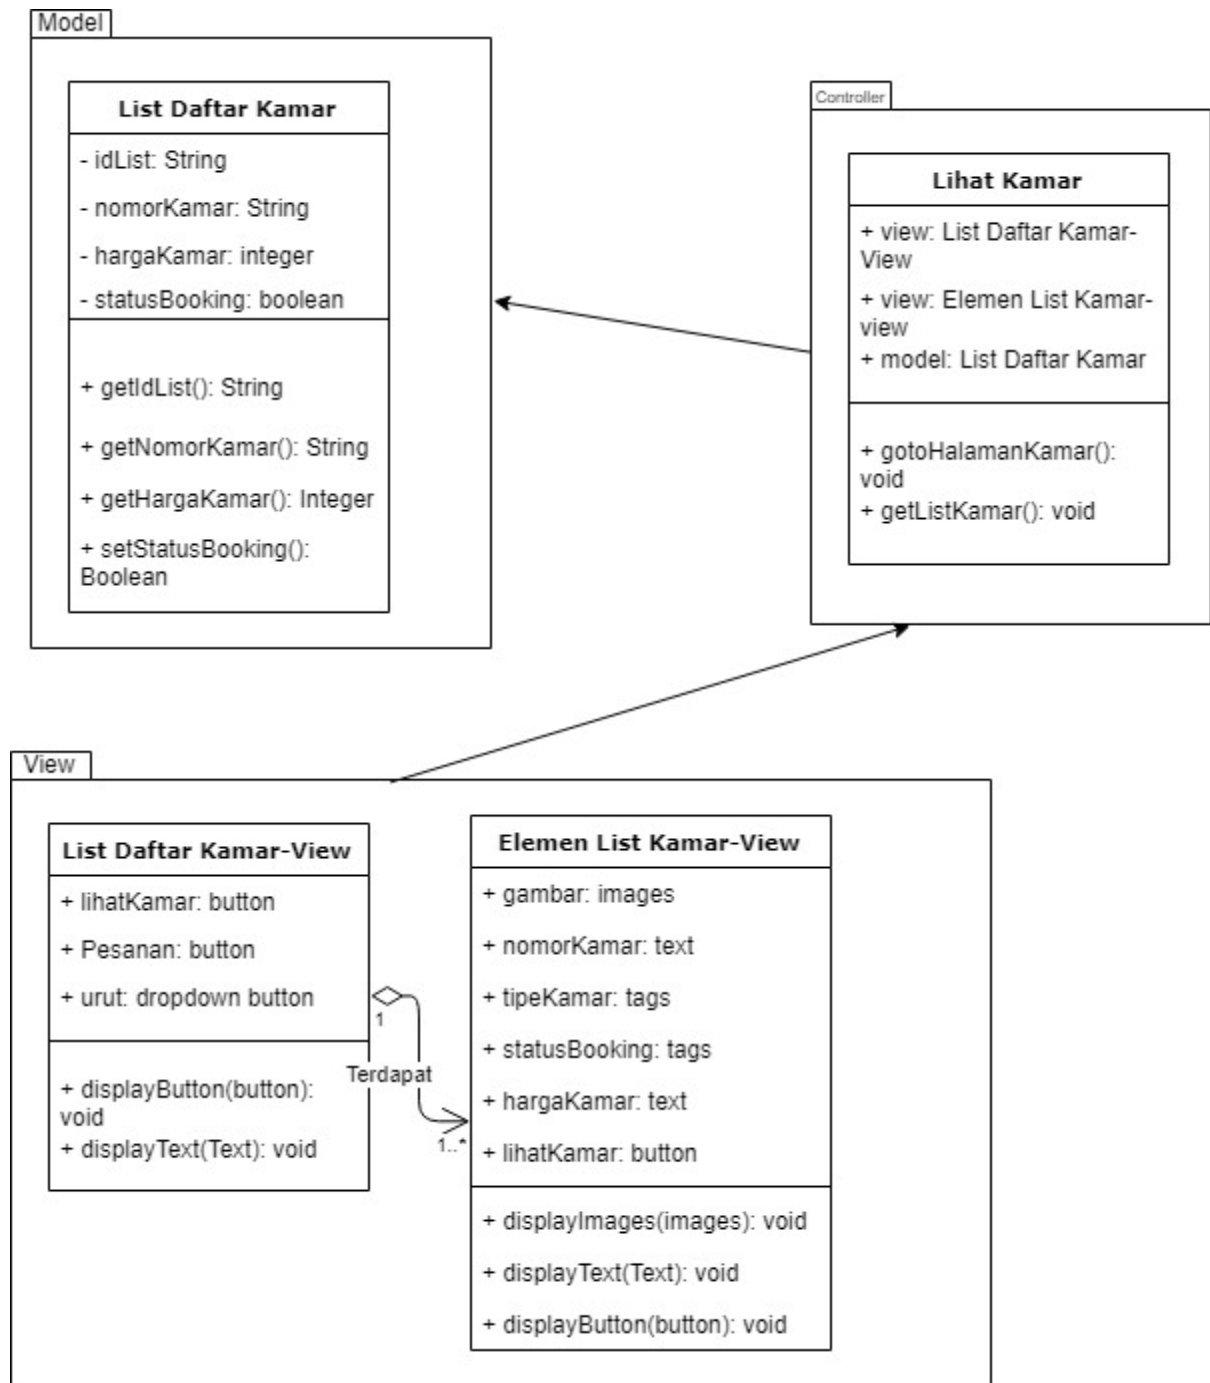 Model
List Daftar Kamar
- idList: String
- nomorKamar: String
- hargaKamar: integer
- statusBooking: boolean
+ getIdList(): String
+ getNomorKamar(): String
+ getHargaKamar(): Integer
+ setStatusBooking():
Boolean
Controller
Lihat Kamar
+ view: List Daftar Kamar-
View
+ view: Elemen List Kamar-
view
+ model: List Daftar Kamar
+ gotoHalamanKamar():
void
+ getListKamar(): void
View
List Daftar Kamar-View
+ lihatKamar: button
+ Pesanan: button
+ urut: dropdown button
+ displayButton(button):
void
+ displayText(Text): void
1
Terdapat
1..*
Elemen List Kamar-View
+ gambar: images
+ nomorKamar: text
+ tipeKamar: tags
+ statusBooking: tags
+ hargaKamar: text
+ lihatKamar: button
+ displayImages(images): void
+ displayText(Text): void
+ displayButton(button): void